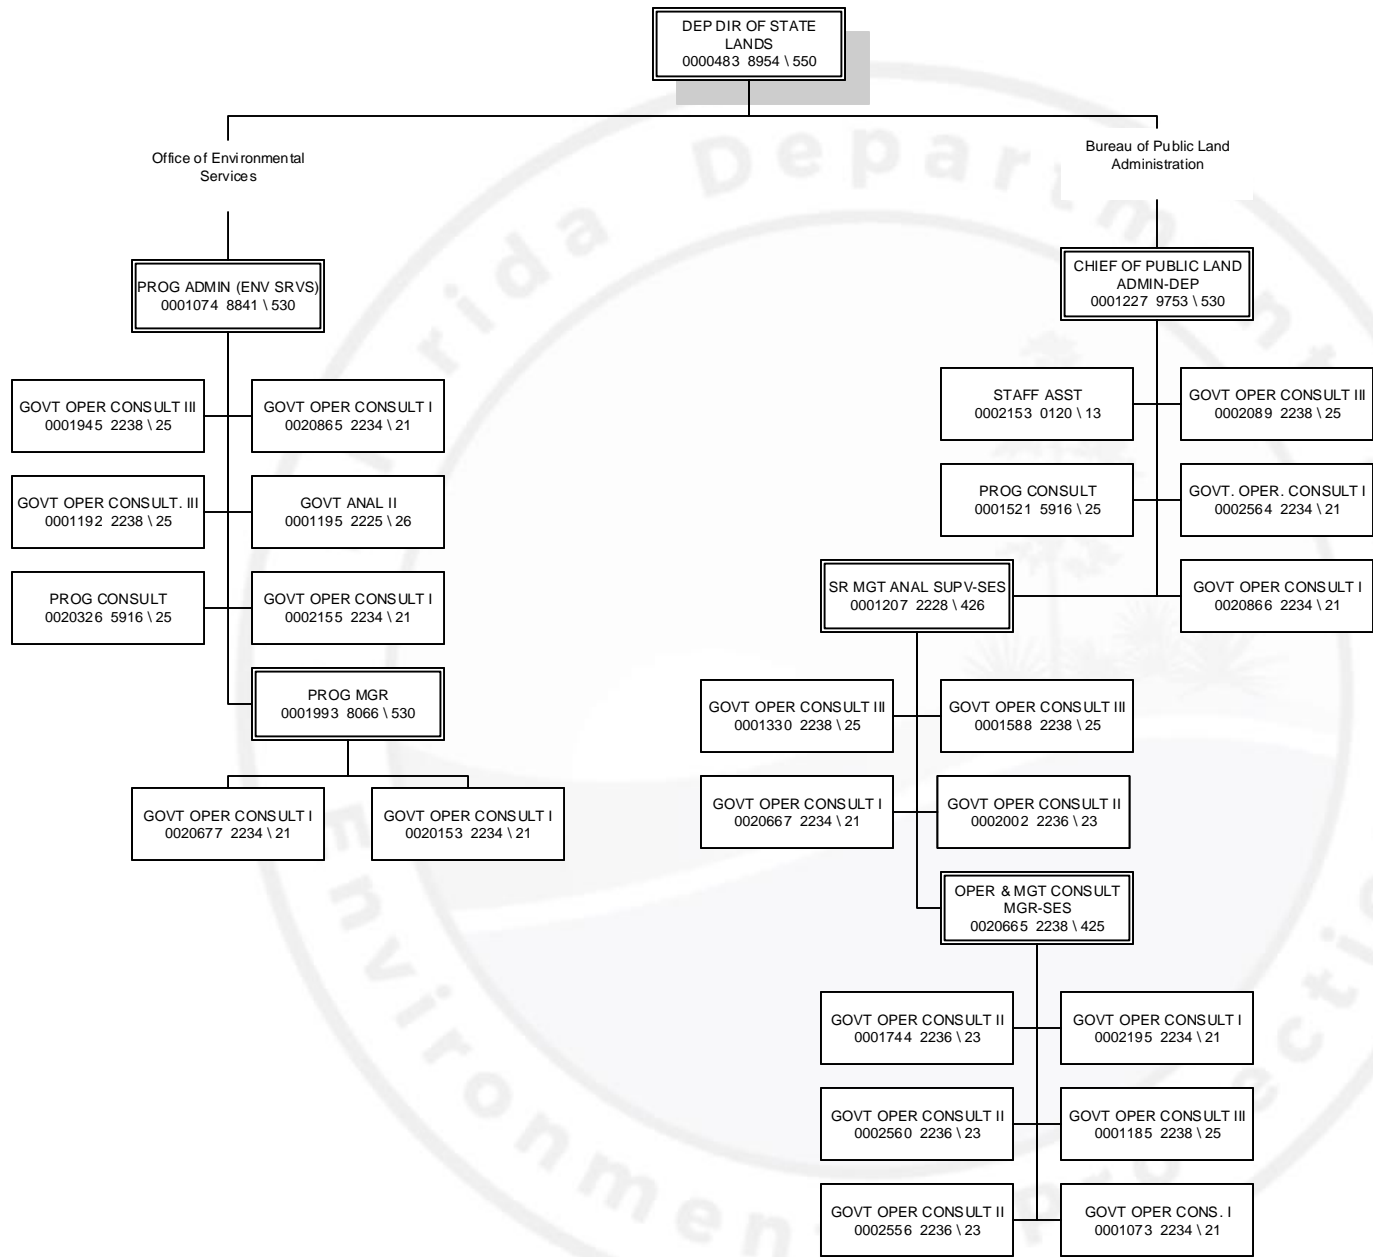 DEP DIR OF STATE
LANDS
0000483 8954 \ 550
Office of Environmental
Services
Bureau of Public Land
Administration
PROG ADMIN (ENV SRVS)
0001074 8841 \ 530
CHIEF OF PUBLIC LAND
ADMIN-DEP
0001227 9753 \ 530
GOVT OPER CONSULT III
0001945 2238 \ 25
GOVT OPER CONSULT I
0020865 2234 \ 21
STAFF ASST
0002153 0120 \ 13
GOVT OPER CONSULT III
0002089 2238 \ 25
GOVT OPER CONSULT. III
0001192 2238 \ 25
GOVT ANAL II
0001195 2225 \ 26
PROG CONSULT
0001521 5916 \ 25
GOVT. OPER. CONSULT I
0002564 2234 \ 21
PROG CONSULT
0020326 5916 \ 25
GOVT OPER CONSULT I
0002155 2234 \ 21
SR MGT ANAL SUPV-SES
0001207 2228 \ 426
GOVT OPER CONSULT I
0020866 2234 \ 21
PROG MGR
0001993 8066 \ 530
GOVT OPER CONSULT III
0001330 2238 \ 25
GOVT OPER CONSULT III
0001588 2238 \ 25
GOVT OPER CONSULT I
0020677 2234 \ 21
GOVT OPER CONSULT I
0020153 2234 \ 21
GOVT OPER CONSULT I
0020667 2234 \ 21
GOVT OPER CONSULT II
0002002 2236 \ 23
OPER & MGT CONSULT
MGR-SES
0020665 2238 \ 425
GOVT OPER CONSULT II
0001744 2236 \ 23
GOVT OPER CONSULT I
0002195 2234 \ 21
GOVT OPER CONSULT II
0002560 2236 \ 23
GOVT OPER CONSULT III
0001185 2238 \ 25
GOVT OPER CONSULT II
0002556 2236 \ 23
GOVT OPER CONS. I
0001073 2234 \ 21